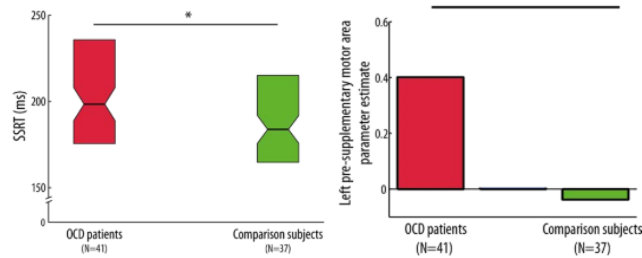 250
*
200
150
0
SSRT (ms)
OCD patients
(N=41)
Comparison subjects
(N=37)
0.6
0.4
0.2
0
Left pre-supplementary motor area
parameter estimate
OCD patients
(N=41)
Comparison subjects
(N=37)